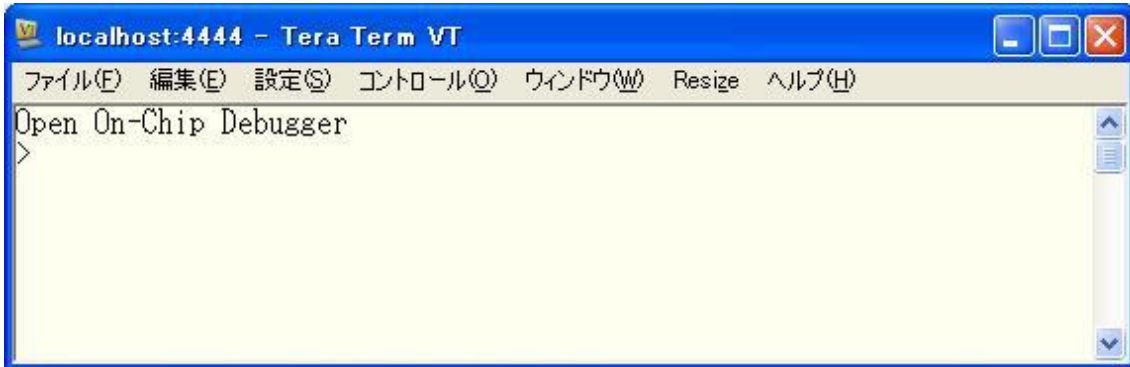 localhost:4444 - Tera Term VT
ファイル(F) 編集(E) 設定(S) コントロール(O) ウィンドウ(W) Resize ヘルプ(H)
Open On-Chip Debugger
>